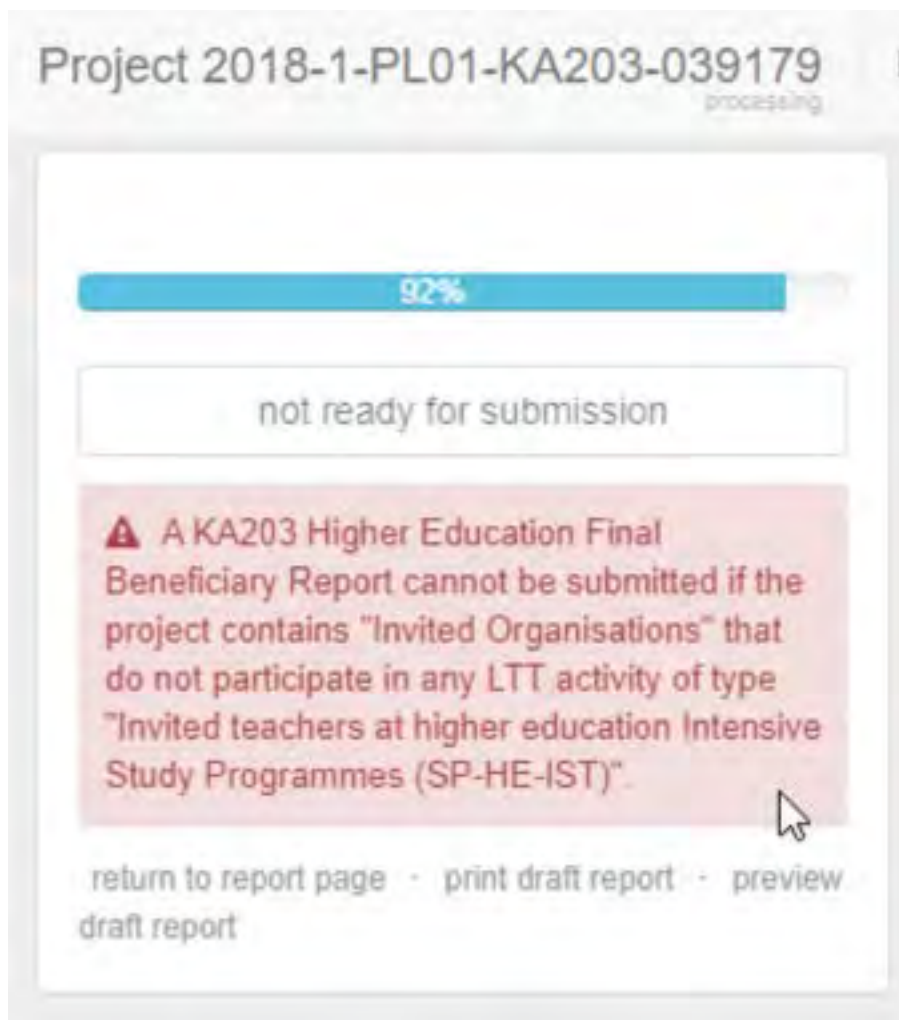 Project 2018-1-PL01-KA203-039179
processing
92%
not ready for submission
A KA203 Higher Education Final
Beneficiary Report cannot be submitted if the
project contains "Invited Organisations" that
do not participate in any LTT activity of type
"Invited teachers at higher education Intensive
Study Programmes (SP-HE-IST)".
return to report page - print draft report - preview
draft report